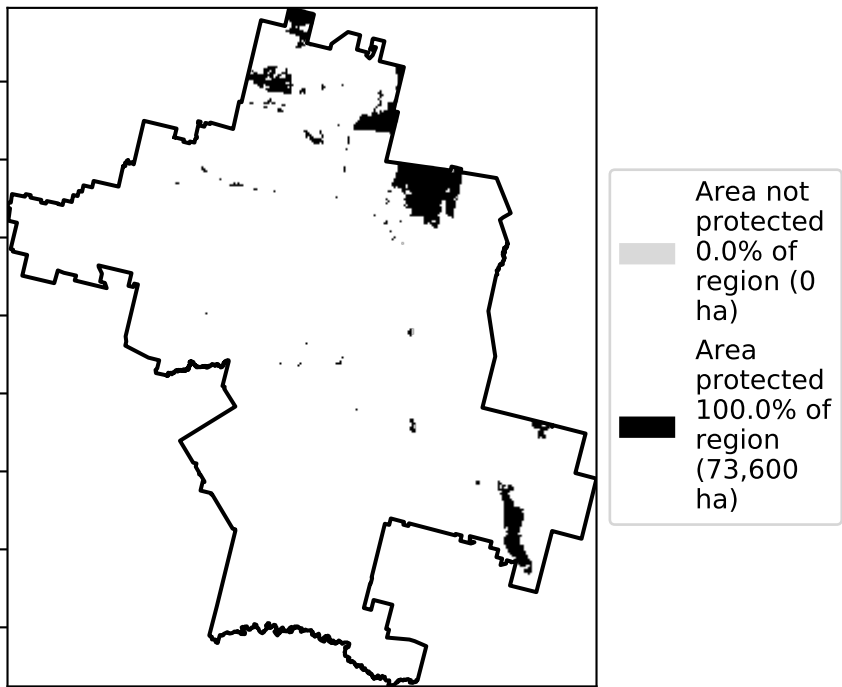 Area not
protected
0.0% of
region (0
ha)
Area
protected
100.0% of
region
(73,600
ha)